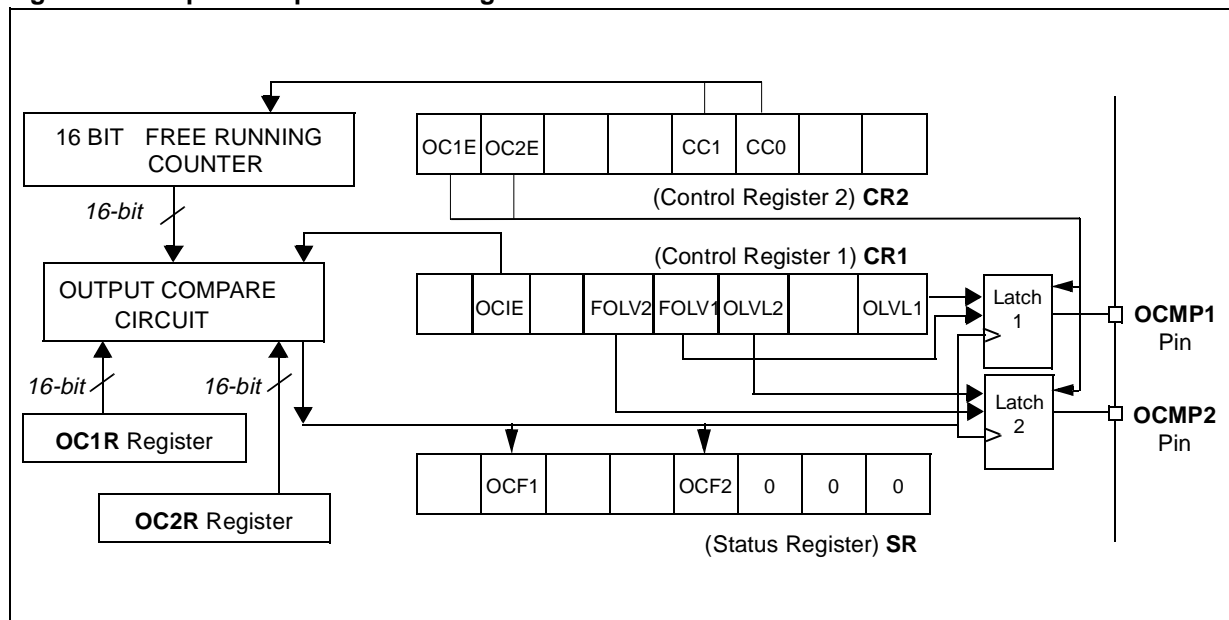 16 BIT FREE RUNNING
COUNTER
OC1E OC2E CC1 CC0
(Control Register 2) CR2
16-bit
(Control Register 1) CR1
OUTPUT COMPARE
CIRCUIT
OCIE FOLV2 FOLV1 OLVL2 OLVL1
Latch
1
OCMP1
Pin
16-bit 16-bit
Latch
2
OCMP2
Pin
OC1R Register
OCF1 OCF2 0 0 0
OC2R Register
(Status Register) SR